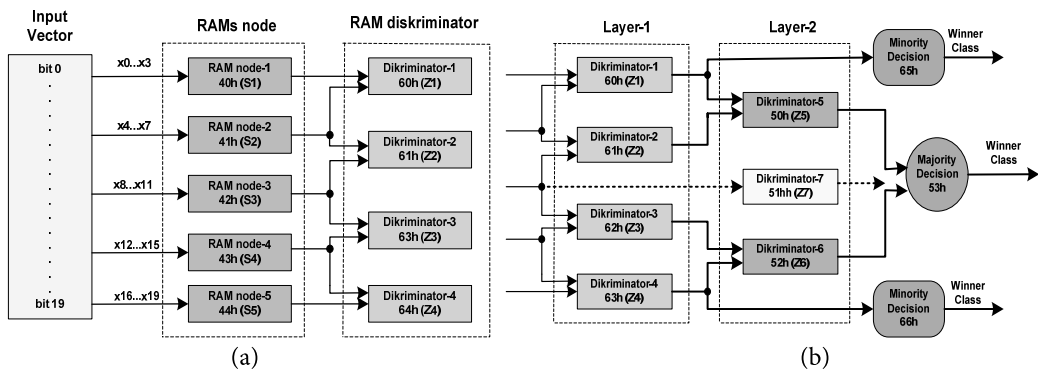 Input
Vector
bit 0
bit 19
x0...x3
x4...x7
x8...x11
x12...x15
x16...x19
RAMs node
RAM node-1
40h (S1)
RAM node-2
41h (S2)
RAM node-3
42h (S3)
RAM node-4
43h (S4)
RAM node-5
44h (S5)
RAM diskriminator
Dikriminator-1
60h (Z1)
Dikriminator-2
61h (Z2)
Dikriminator-3
63h (Z3)
Dikriminator-4
64h (Z4)
(a)
Layer-1
Dikriminator-1
60h (Z1)
Dikriminator-2
61h (Z2)
Dikriminator-3
62h (Z3)
Dikriminator-4
63h (Z4)
Layer-2
Dikriminator-5
50h (Z5)
Dikriminator-7
51hh (Z7)
Dikriminator-6
52h (Z6)
Minority
Decision
65h
Winner
Class
Majority
Decision
53h
Winner
Class
Minority
Decision
66h
Winner
Class
(b)